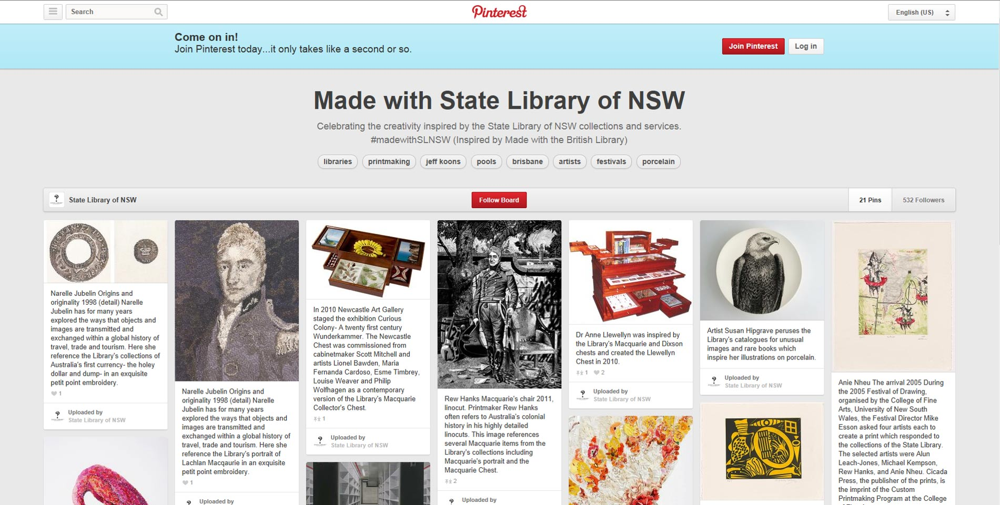 Search
Pinterest
English (US)
Come on in!
Join Pinterest today...it only takes like a second or so.
Join Pinterest
Log in
Made with State Library of NSW
Celebrating the creativity inspired by the State Library of NSW collections and services.
#madewithSLNSW (Inspired by Made with the British Library)
libraries
printmaking
jeff koons
pools
brisbane
artists
festivals
porcelain
State Library of NSW
Follow Board
21 Pins
532 Followers
Narelle Jubelin Origins and
originality 1998 (detail) Narelle
Jubelin has for many years
explored the ways that objects and
images are transmitted and
exchanged within a global history of
travel, trade and tourism. Here she
reference the Library's collections of
Australia's first currency- the holey
dollar and dump- in an exquisite
petit point embroidery.
1
Uploaded by
State Library of NSW
Narelle Jubelin Origins and
originality 1998 (detail) Narelle
Jubelin has for many years
explored the ways that objects and
images are transmitted and
exchanged within a global history of
travel, trade and tourism. Here she
reference the Library's portrait of
Lachlan Macqaurie in an exquisite
petit point embroidery.
1
Uploaded by
In 2010 Newcastle Art Gallery
staged the exhibition Curious
Colony- A twenty first century
Wunderkammer. The Newcastle
Chest was commissioned from
cabinetmaker Scott Mitchell and
artists Lionel Bawden, Maria
Fernanda Cardoso, Esme Timbrey,
Louise Weaver and Philip
Wolfhagen as a contemporary
version of the Library's Macquarie
Collector's Chest.
1
Uploaded by
State Library of NSW
Rew Hanks Macquarie's chair 2011,
linocut. Printmaker Rew Hanks
often refers to Australia's colonial
history in his highly detailed
linocuts. This image references
several Macquarie items from the
Library's collections including
Macquarie's portrait and the
Macquarie Chest.
2
Uploaded by
Dr Anne Llewellyn was inspired by
the Library's Macquarie and Dixson
chests and created the Llewellyn
Chest in 2010.
1 2
Uploaded by
State Library of NSW
Artist Susan Hipgrave peruses the
Library's catalogues for unusual
images and rare books which
inspire her illustrations on porcelain.
Uploaded by
State Library of NSW
Anie Nheu The arrival 2005 During
the 2005 Festival of Drawing,
organised by the College of Fine
Arts, University of New South
Wales, the Festival Director Mike
Esson asked four artists each to
create a print which responded to
the collections of the State Library.
The selected artists were Alun
Leach-Jones, Michael Kempson,
Rew Hanks, and Anie Nheu. Cicada
Press, the publisher of the prints, is
the imprint of the Custom
Printmaking Program at the College